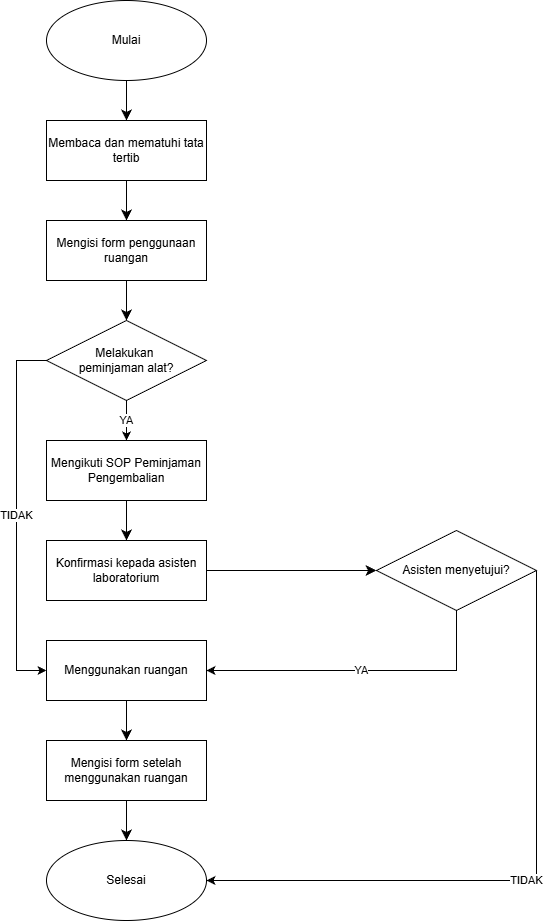 Mulai
Membaca dan mematuhi tata
tertib
Mengisi form penggunaan
ruangan
Melakukan
peminjaman alat?
YA
Mengikuti SOP Peminjaman
Pengembalian
TIDAK
Konfirmasi kepada asisten
laboratorium
Asisten menyetujui?
Menggunakan ruangan
YA
Mengisi form setelah
menggunakan ruangan
Selesai
TIDAK